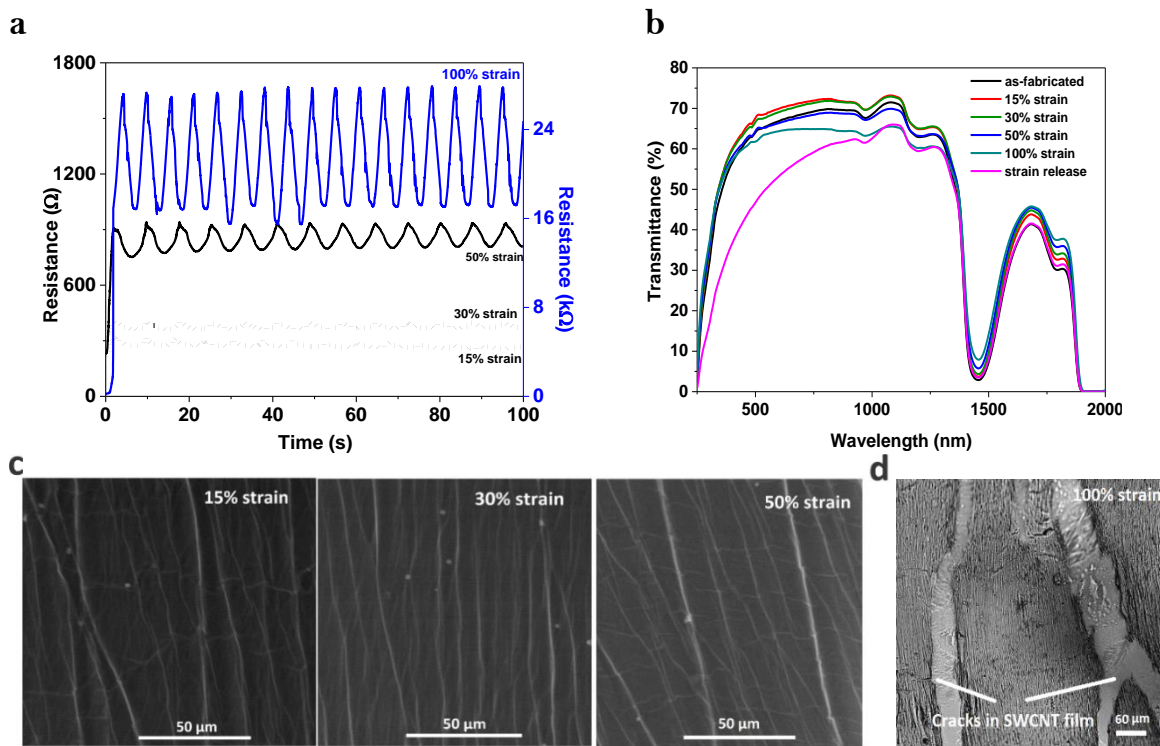 a
1800
1200
600
0
Resistance (Ω)
0 20 40 60 80 100
Time (s)
24
16
8
0
Resistance (kΩ)
100% strain
50% strain
30% strain
15% strain
b
80
70
60
50
40
30
20
10
0
Transmittance (%)
500 1000 1500 2000
Wavelength (nm)
as-fabricated
15% strain
30% strain
50% strain
100% strain
strain release
c
15% strain
50 µm
30% strain
50 µm
50% strain
50 µm
d
100% strain
Cracks in SWCNT film
60 µm